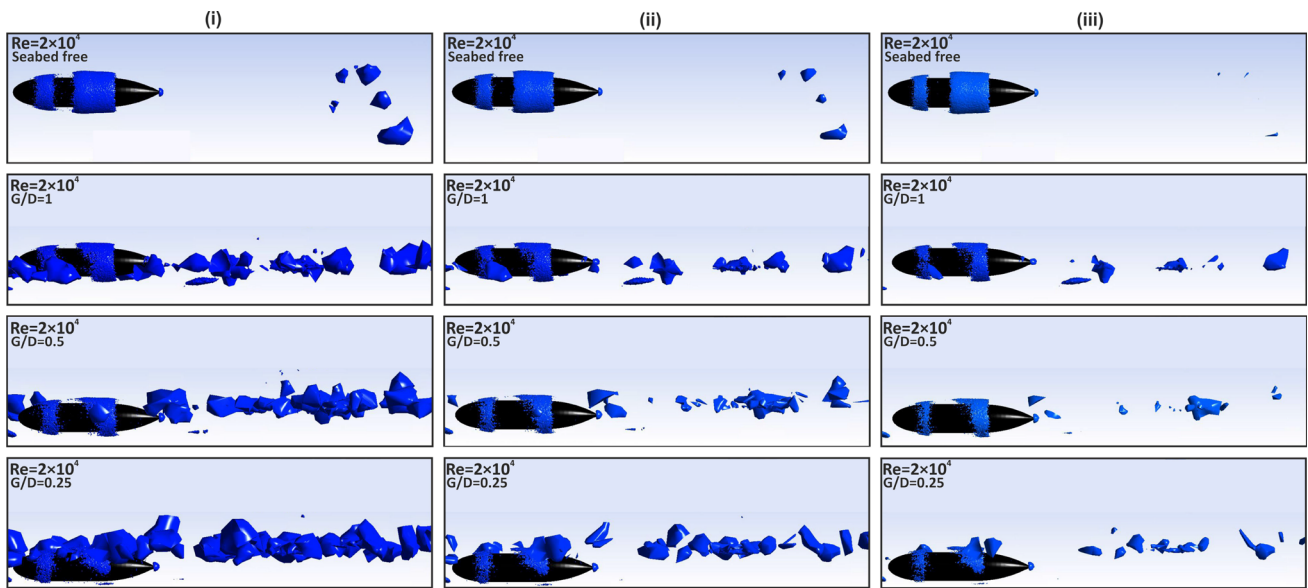 (i) (ii) (iii)
Re=2×10⁴ Re=2×10⁴ Re=2×10⁴
Seabed free Seabed free Seabed free
Re=2×10⁴ Re=2×10⁴ Re=2×10⁴
G/D=1 G/D=1 G/D=1
Re=2×10⁴ Re=2×10⁴ Re=2×10⁴
G/D=0.5 G/D=0.5 G/D=0.5
Re=2×10⁴ Re=2×10⁴ Re=2×10⁴
G/D=0.25 G/D=0.25 G/D=0.25